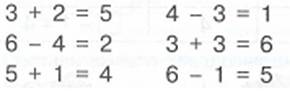 3 + 2 = 5 4 - 3 = 1
6 - 4 = 2 3 + 3 = 6
5 + 1 = 4 6 - 1 = 5